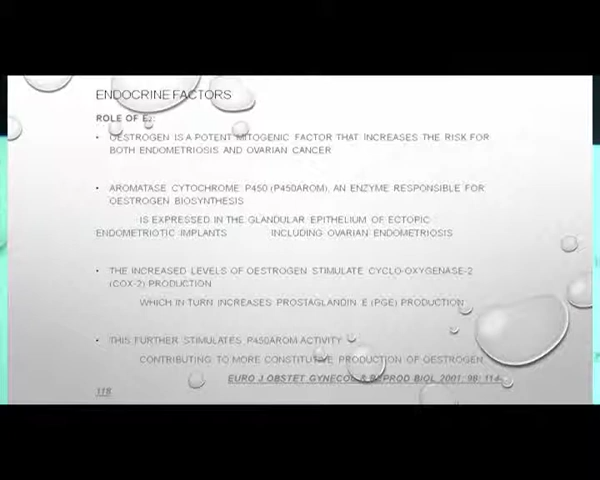 ENDOCRINE FACTORS
ROLE OF E2:
• OESTROGEN IS A POTENT MITOGENIC FACTOR THAT INCREASES THE RISK FOR
BOTH ENDOMETRIOSIS AND OVARIAN CANCER
• AROMATASE CYTOCHROME P450 (P450AROM), AN ENZYME RESPONSIBLE FOR
OESTROGEN BIOSYNTHESIS
IS EXPRESSED IN THE GLANDULAR EPITHELIUM OF ECTOPIC
ENDOMETRIOTIC IMPLANTS INCLUDING OVARIAN ENDOMETRIOSIS
• THE INCREASED LEVELS OF OESTROGEN STIMULATE CYCLO-OXYGENASE-2
(COX-2) PRODUCTION
WHICH IN TURN INCREASES PROSTAGLANDIN E (PGE) PRODUCTION
• THIS FURTHER STIMULATES P450AROM ACTIVITY
CONTRIBUTING TO MORE CONSTITUTIVE PRODUCTION OF OESTROGEN
EURO J OBSTET GYNECOL & REPROD BIOL 2001; 96: 114-
118